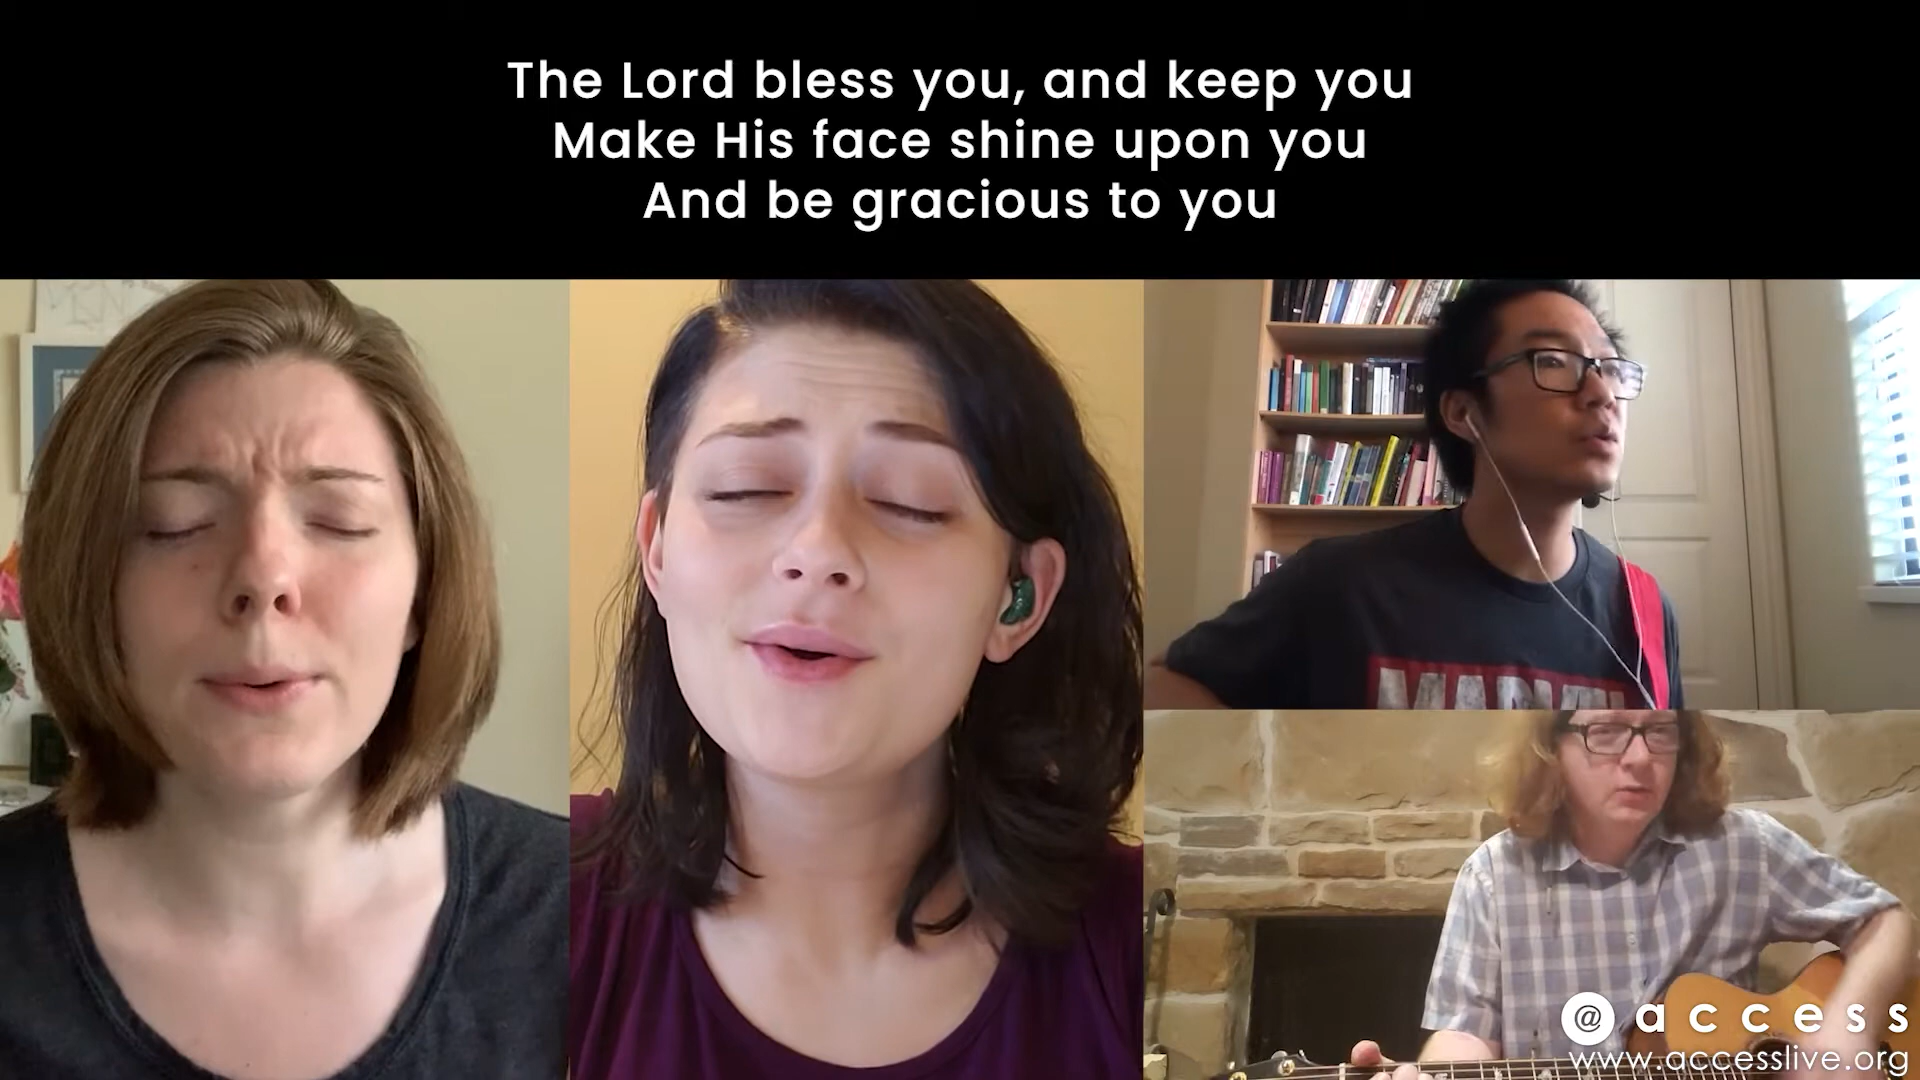 The Lord bless you, and keep you
Make His face shine upon you
And be gracious to you
MARVEL
@ access
www.accesslive.org